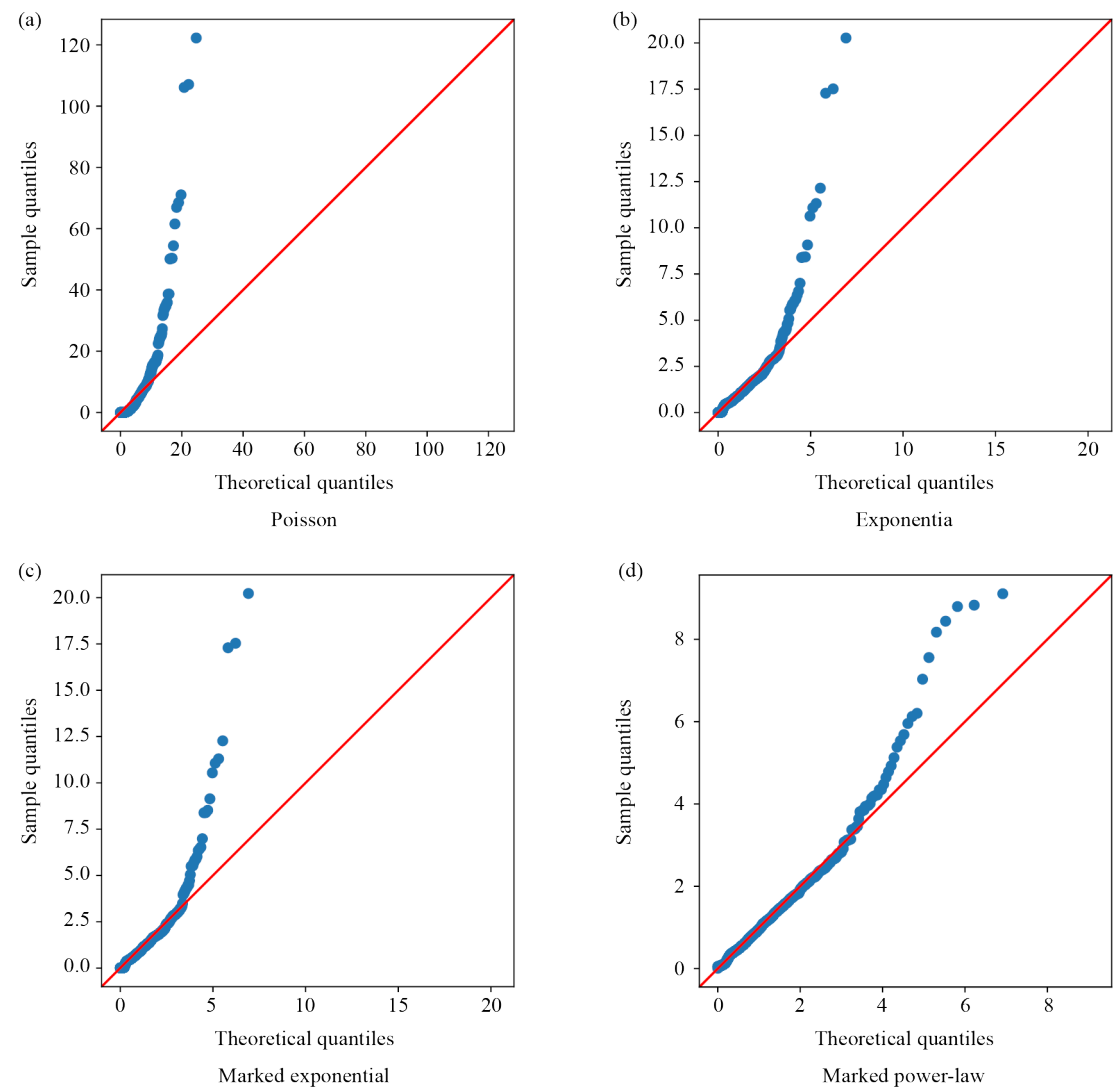 (a)
120
100
80
60
40
20
0
Sample quantiles
0 20 40 60 80 100 120
Theoretical quantiles
Poisson
(b)
20.0
17.5
15.0
12.5
10.0
7.5
5.0
2.5
0.0
Sample quantiles
0 5 10 15 20
Theoretical quantiles
Exponentia
(c)
20.0
17.5
15.0
12.5
10.0
7.5
5.0
2.5
0.0
Sample quantiles
0 5 10 15 20
Theoretical quantiles
Marked exponential
(d)
8
6
4
2
0
Sample quantiles
0 2 4 6 8
Theoretical quantiles
Marked power-law